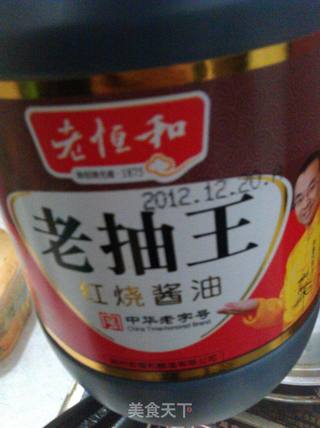 老恒和
·1875
2012.12.20
老抽王
红烧酱油
中华老字号
China Time-honored Brand
美食天下